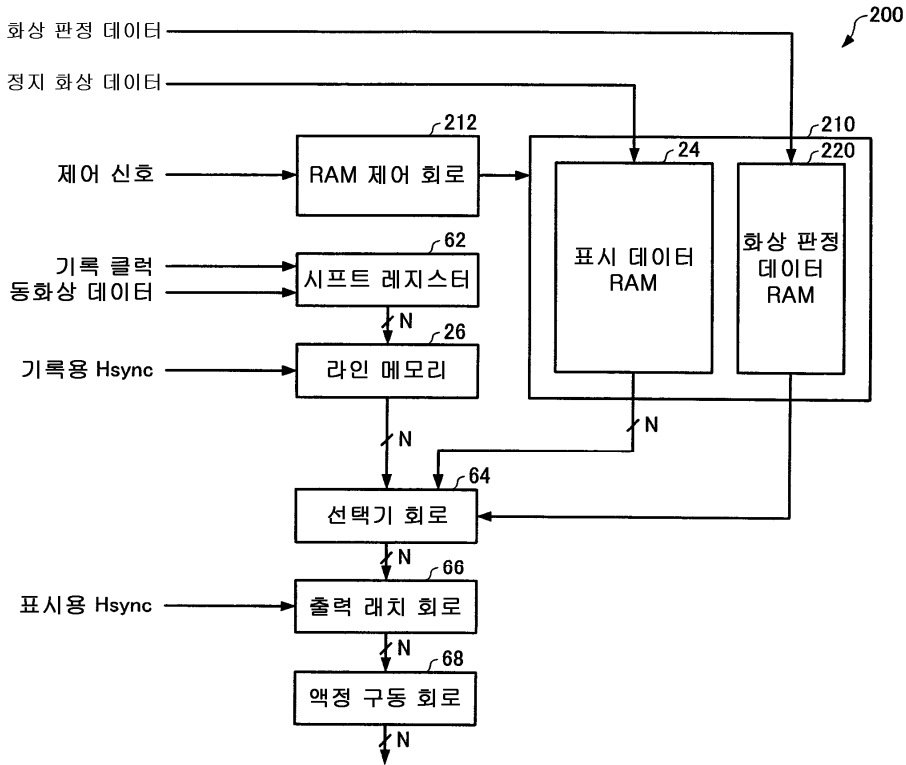 200
화상 판정 데이터
정지 화상 데이터
212
210
24
220
제어 신호
RAM 제어 회로
표시 데이터
RAM
화상 판정
데이터
RAM
62
기록 클럭
동화상 데이터
시프트 레지스터
N
26
기록용 Hsync
라인 메모리
N
N
64
선택기 회로
N
66
표시용 Hsync
출력 래치 회로
N
68
액정 구동 회로
N